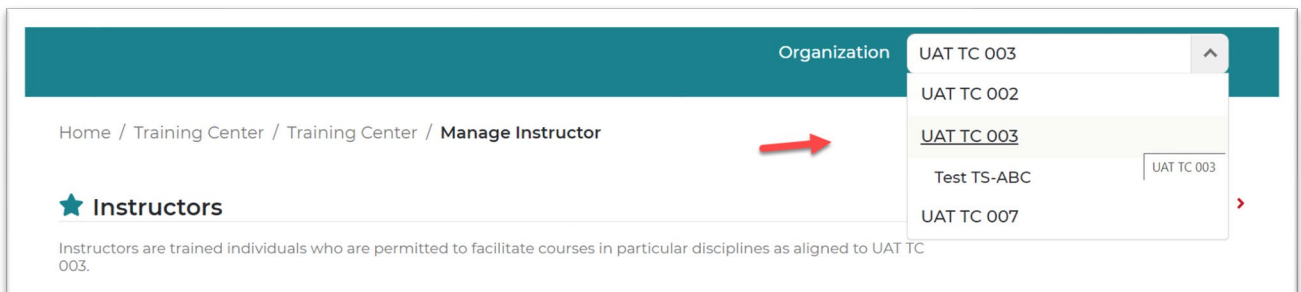 Organization UAT TC 003
UAT TC 002
Home / Training Center / Training Center / Manage Instructor
UAT TC 003
UAT TC 003
Test TS-ABC
Instructors
UAT TC 007
Instructors are trained individuals who are permitted to facilitate courses in particular disciplines as aligned to UAT TC
003.